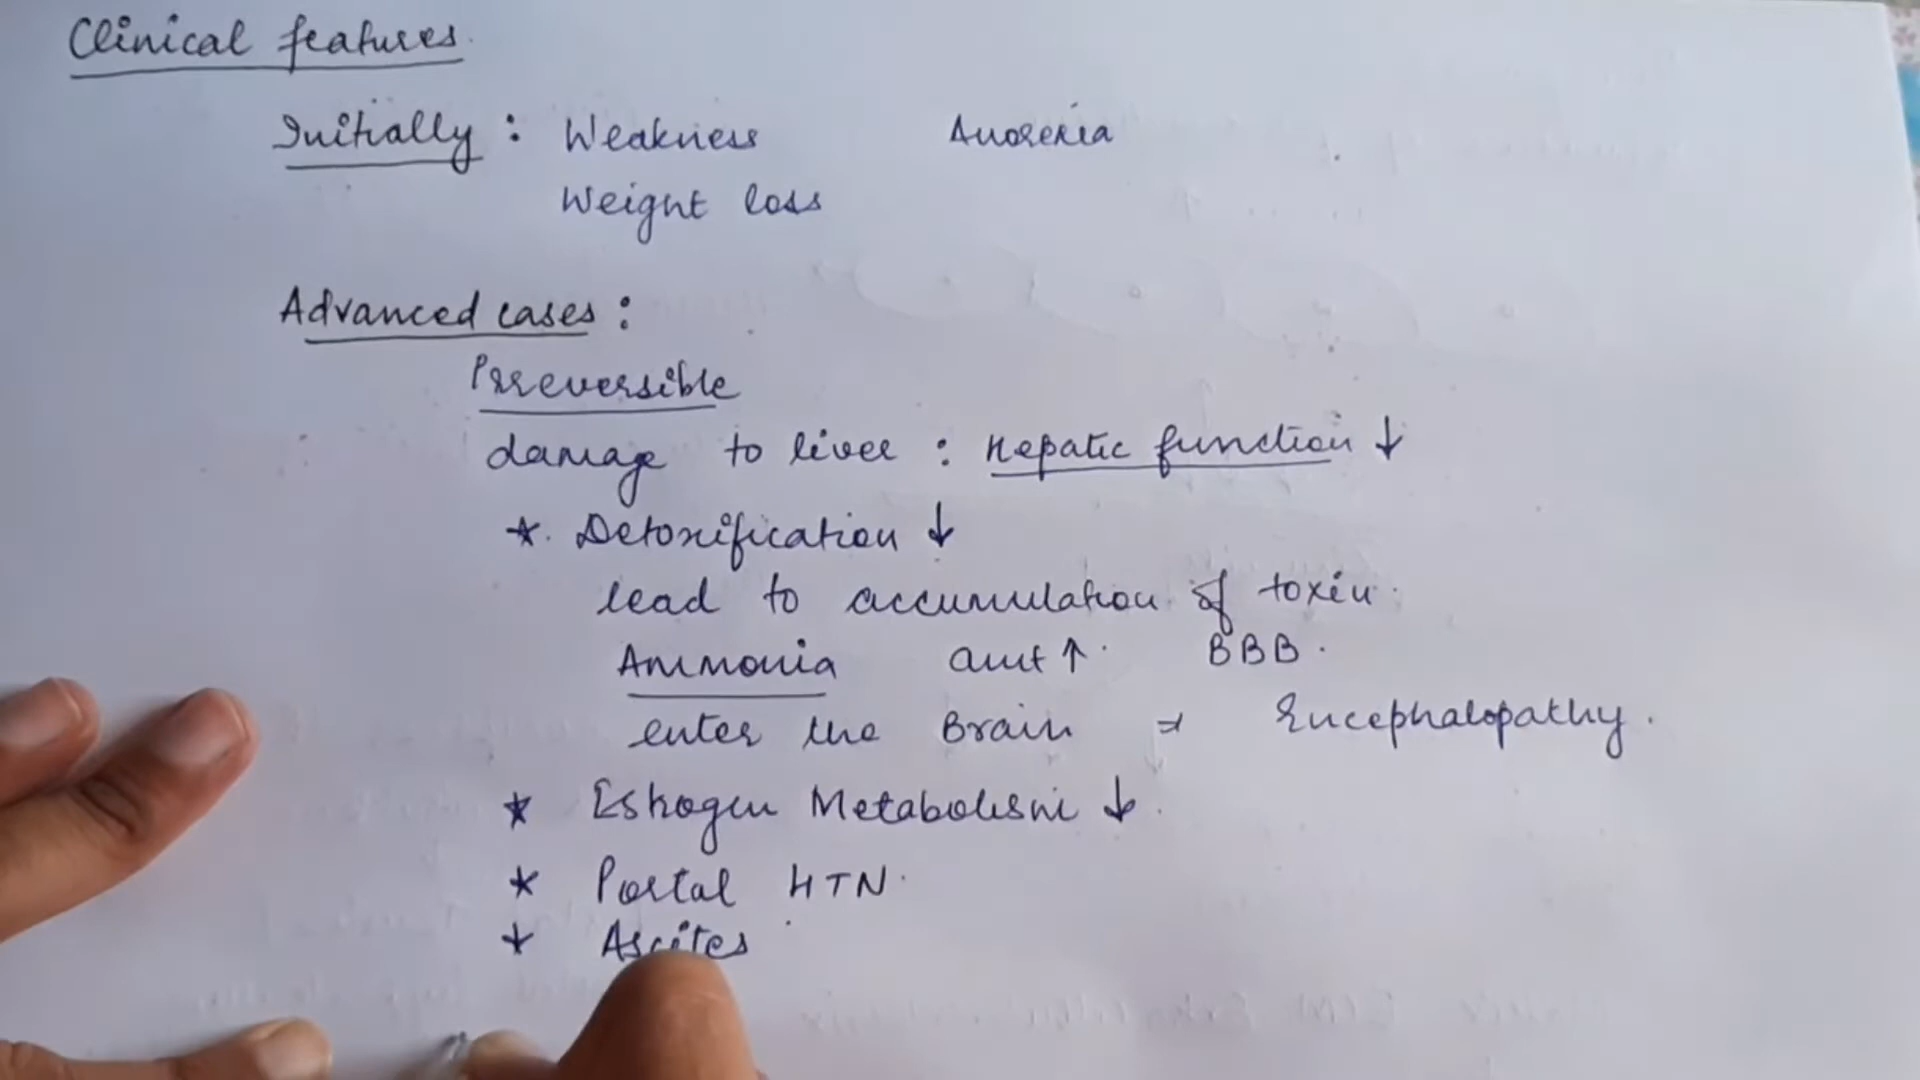 Clinical features.
Initially : Weakness Anorexia
Weight loss
Advanced cases :
Irreversible
damage to liver : Hepatic function ↓
* Detoxification ↓
lead to accumulation of toxin.
Ammonia amt ↑. BBB.
enter the Brain ⇒ Encephalopathy.
* Estrogen Metabolism ↓.
* Portal HTN.
* Ascites